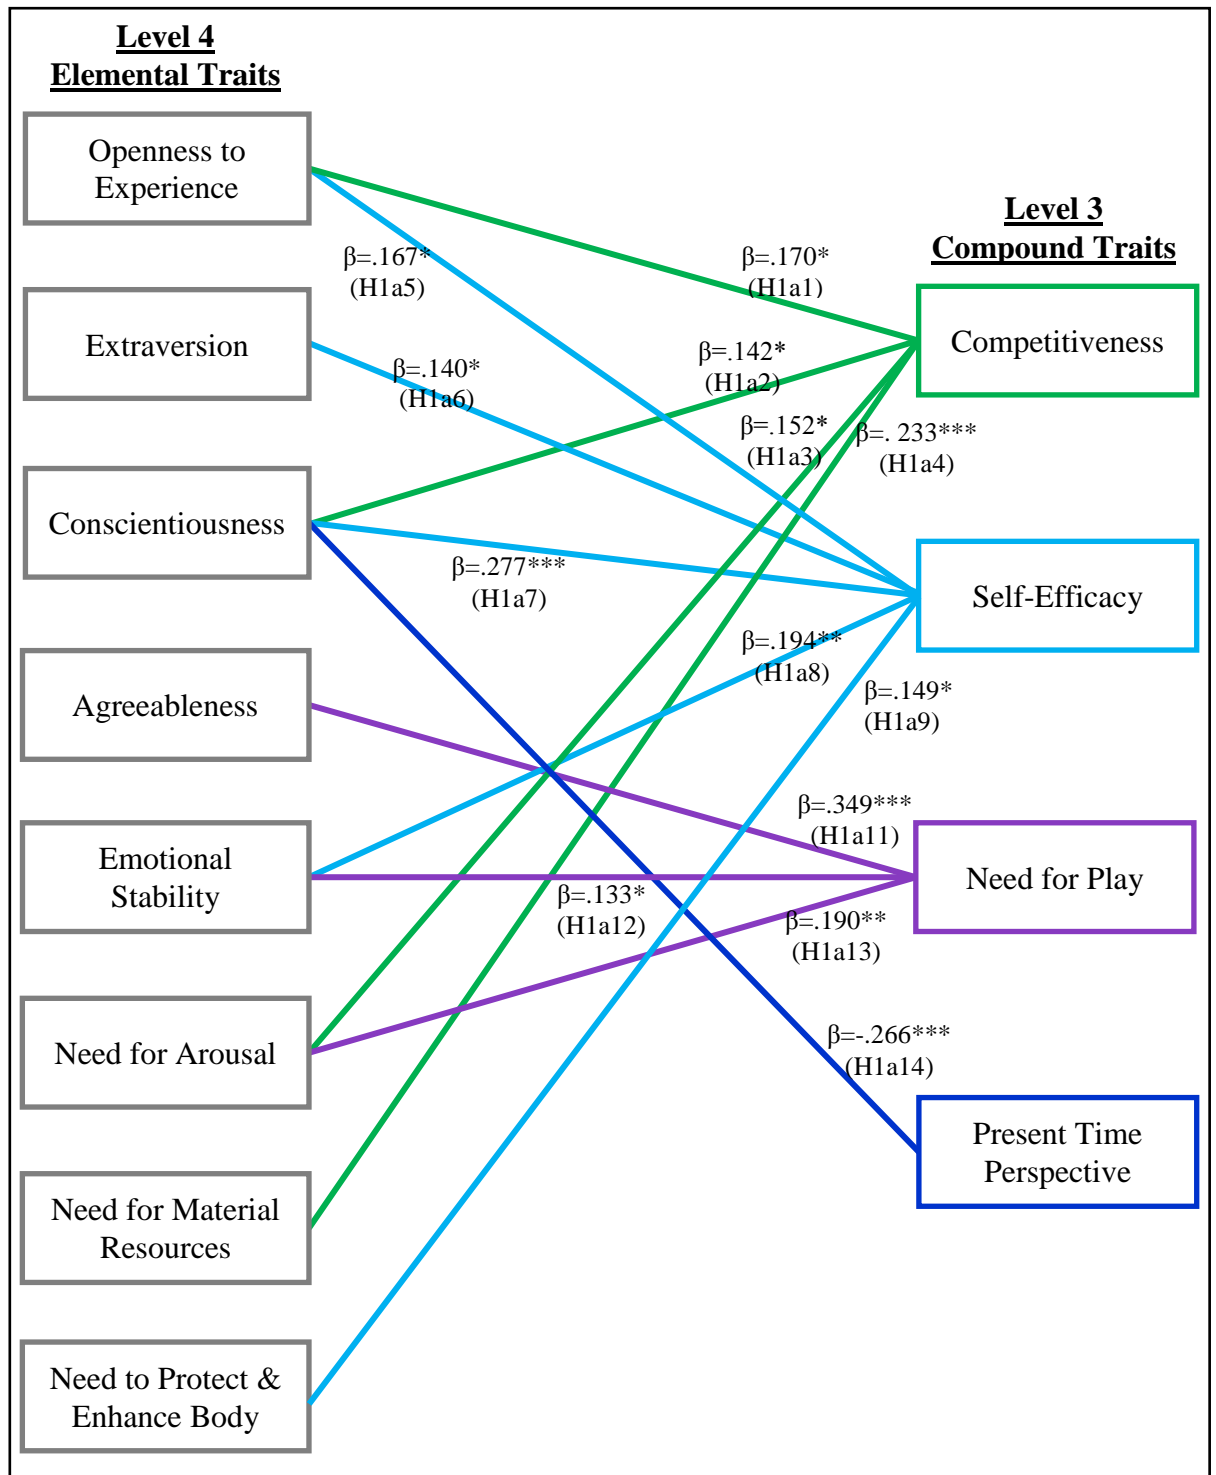 Level 4
Elemental Traits
Openness to
Experience
Level 3
Compound Traits
β=.167*
(H1a5)
β=.170*
(H1a1)
Extraversion
Competitiveness
β=.140*
(H1a6)
β=.142*
(H1a2)
β=.152*
(H1a3)
β=. 233***
(H1a4)
Conscientiousness
β=.277***
(H1a7)
Self-Efficacy
β=.194**
(H1a8)
β=.149*
(H1a9)
Agreeableness
β=.349***
(H1a11)
Emotional
Stability
Need for Play
β=.133*
(H1a12)
β=.190**
(H1a13)
Need for Arousal
β=-.266***
(H1a14)
Present Time
Perspective
Need for Material
Resources
Need to Protect &
Enhance Body